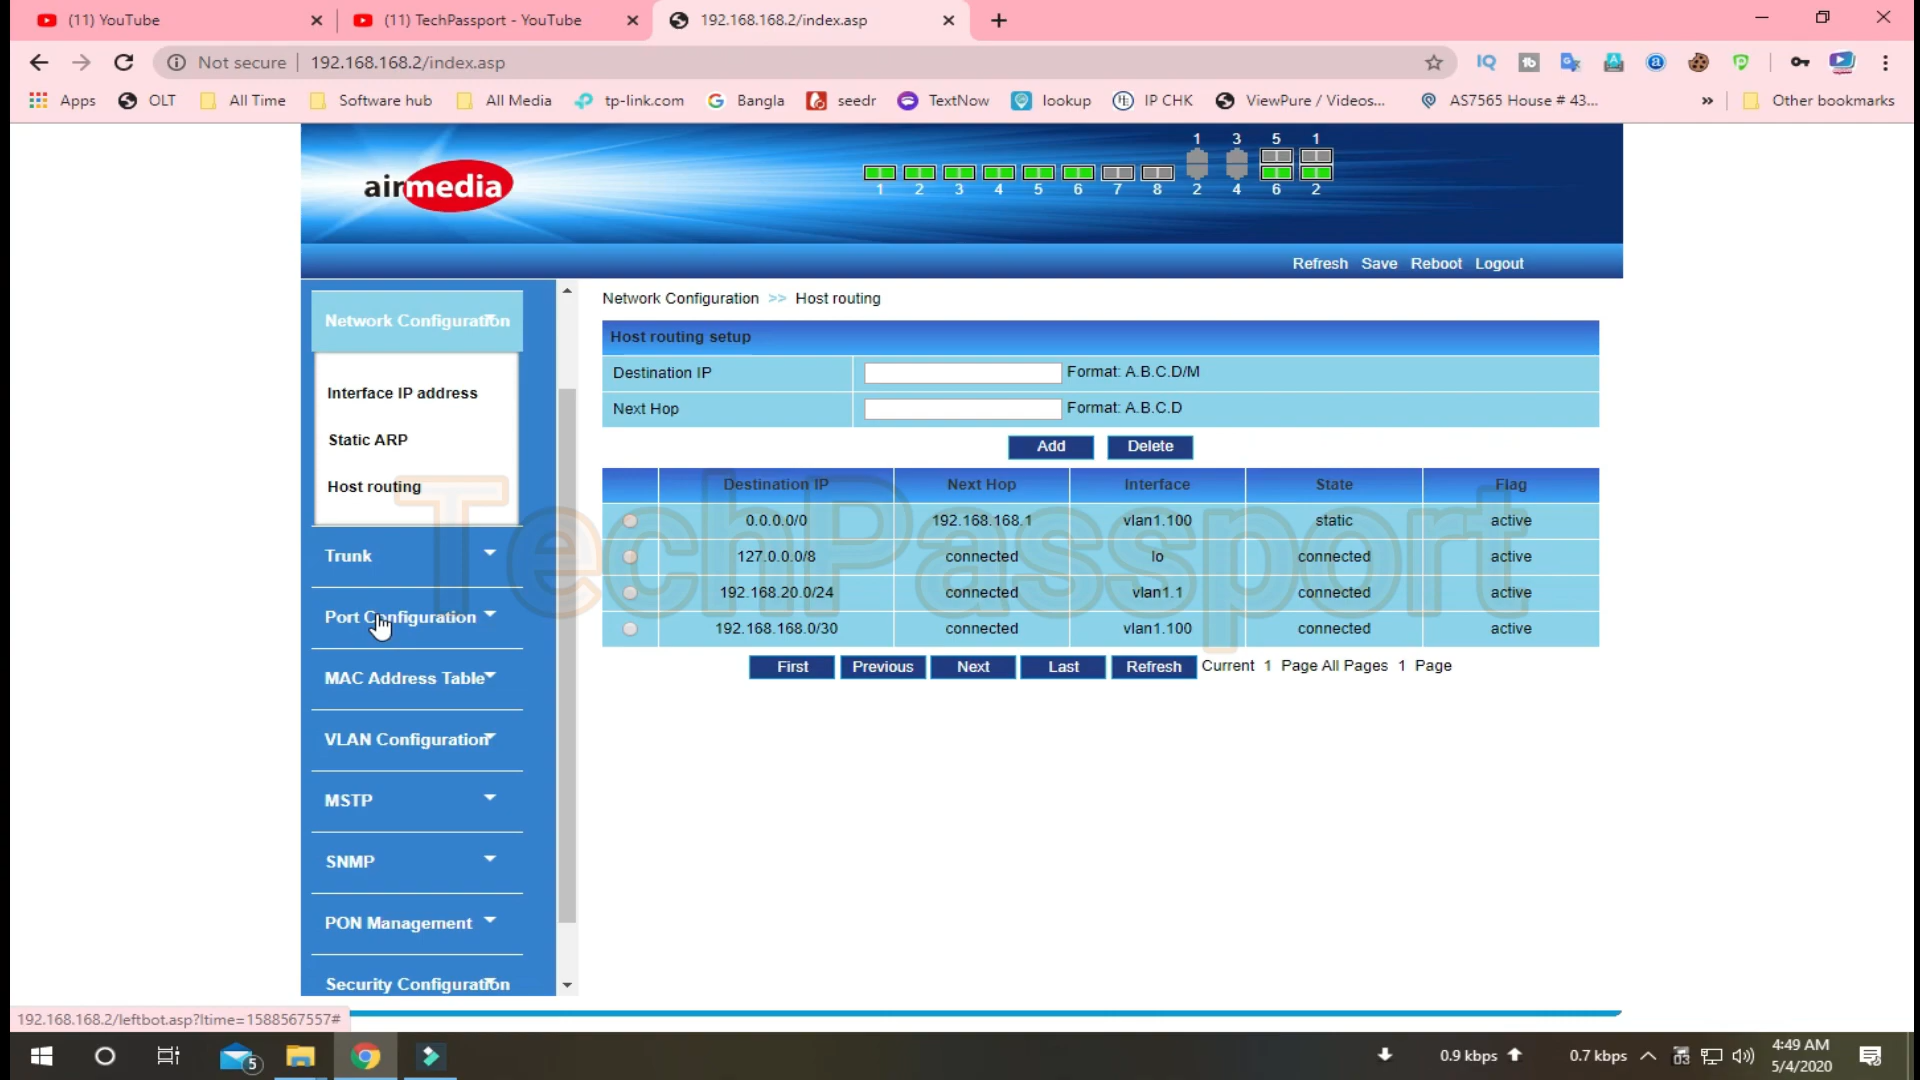 (11) YouTube
(11) TechPassport - YouTube
192.168.168.2/index.asp
Not secure
192.168.168.2/index.asp
IQ
tb
Apps
OLT
All Time
Software hub
All Media
tp-link.com
Bangla
seedr
TextNow
lookup
IP CHK
ViewPure / Videos...
AS7565 House # 43...
»
Other bookmarks
airmedia
1 3 5 1
1 2 3 4 5 6 7 8 2 4 6 2
Refresh Save Reboot Logout
Network Configuration
Interface IP address
Static ARP
Host routing
Trunk
Port Configuration
MAC Address Table
VLAN Configuration
MSTP
SNMP
PON Management
Security Configuration
Network Configuration >> Host routing
Host routing setup
Destination IP Format: A.B.C.D/M
Next Hop Format: A.B.C.D
Add Delete
Destination IP Next Hop Interface State Flag
0.0.0.0/0 192.168.168.1 vlan1.100 static active
127.0.0.0/8 connected lo connected active
192.168.20.0/24 connected vlan1.1 connected active
192.168.168.0/30 connected vlan1.100 connected active
First Previous Next Last Refresh Current 1 Page All Pages 1 Page
TechPassport
192.168.168.2/leftbot.asp?ltime=1588567557#
5
0.9 kbps
0.7 kbps
03
4:49 AM
5/4/2020